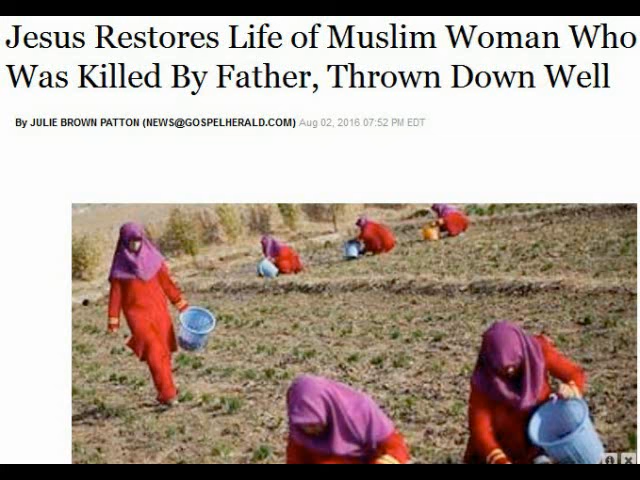 Jesus Restores Life of Muslim Woman Who
Was Killed By Father, Thrown Down Well
By JULIE BROWN PATTON (NEWS@GOSPELHERALD.COM) Aug 02, 2016 07:52 PM EDT